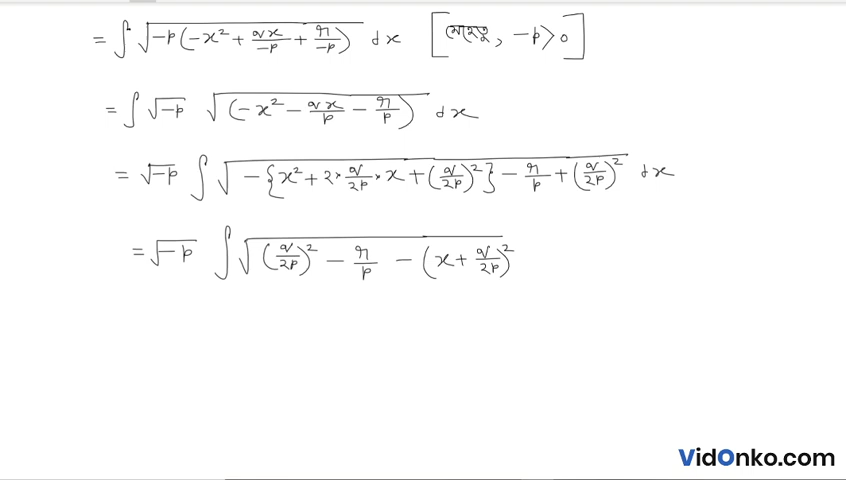 = ∫ √(-p(-x² + qx/-p + r/-p)) dx [যেহেতু, -p > 0]
= ∫ √-p √(-x² - qx/p - r/p) dx
= √-p ∫ √(-{x² + 2·q/2p·x + (q/2p)²} - r/p + (q/2p)²) dx
= √-p ∫ √((q/2p)² - r/p - (x + q/2p)²)
VidOnko.com